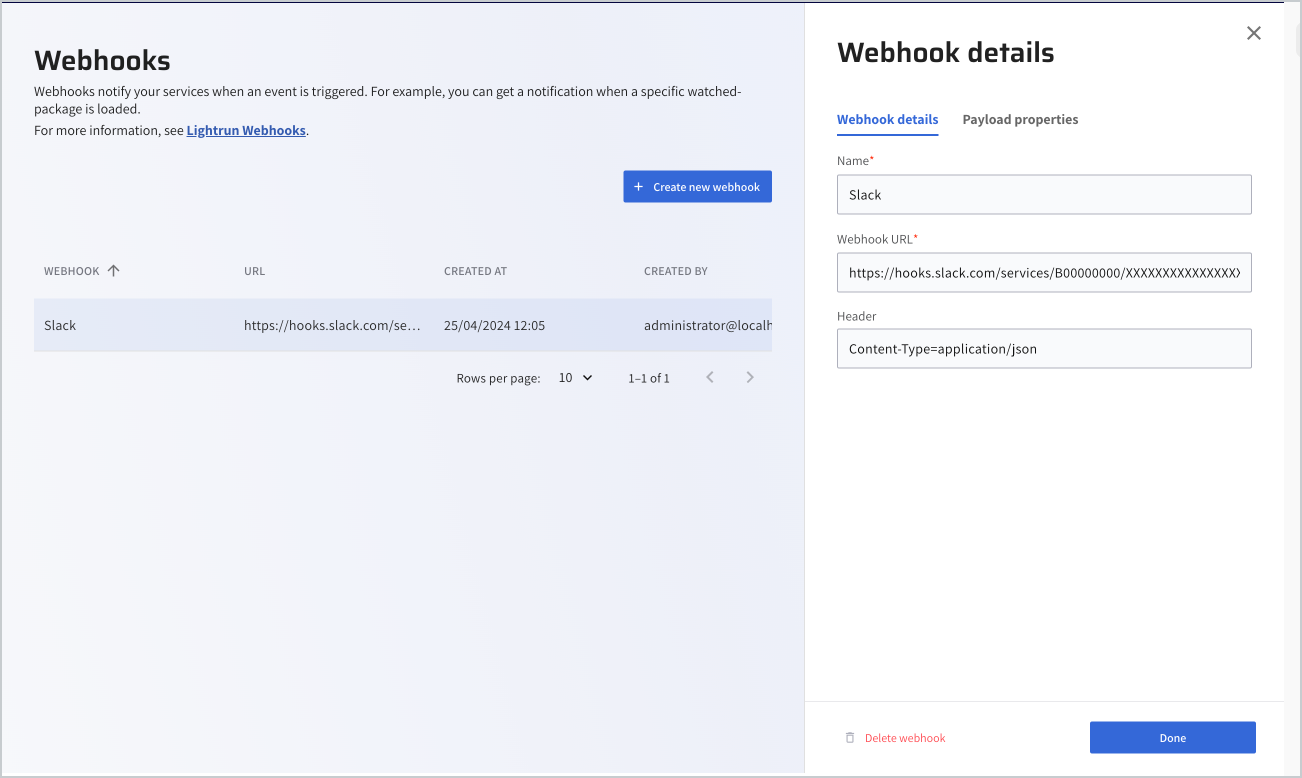 Webhooks
Webhooks notify your services when an event is triggered. For example, you can get a notification when a specific watched-
package is loaded.
For more information, see Lightrun Webhooks.
+ Create new webhook
WEBHOOK ↑ URL CREATED AT CREATED BY
Slack https://hooks.slack.com/se... 25/04/2024 12:05 administrator@localh
Rows per page: 10 1–1 of 1
Webhook details
Webhook details Payload properties
Name*
Slack
Webhook URL*
https://hooks.slack.com/services/B00000000/XXXXXXXXXXXXXXXX
Header
Content-Type=application/json
Delete webhook Done